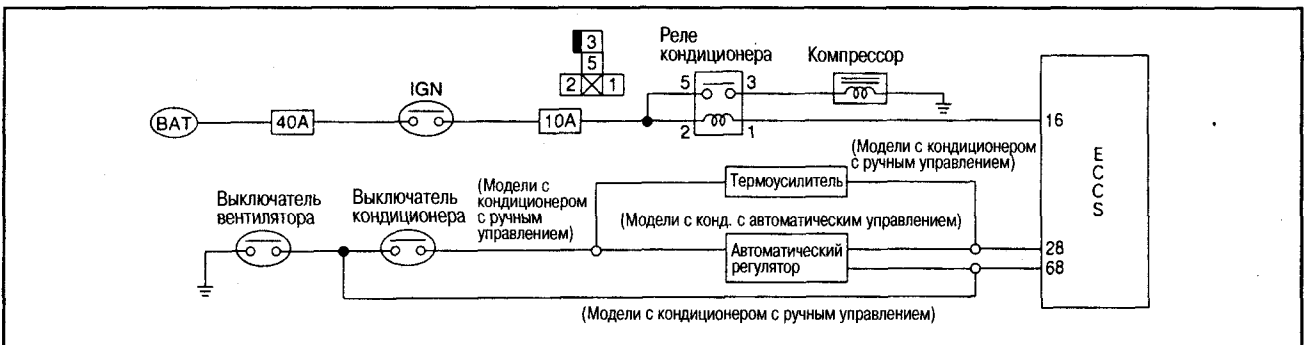 3
5
2 1
Реле
кондиционера
Компрессор
IGN
5 3
BAT
40A
10A
2 1
16
(Модели с кондиционером
с ручным управлением)
E
C
C
S
Термоусилитель
Выключатель
вентилятора
Выключатель
кондиционера
(Модели с
кондиционером
с ручным
управлением)
(Модели с конд. с автоматическим управлением)
Автоматический
регулятор
28
68
(Модели с кондиционером с ручным управлением)